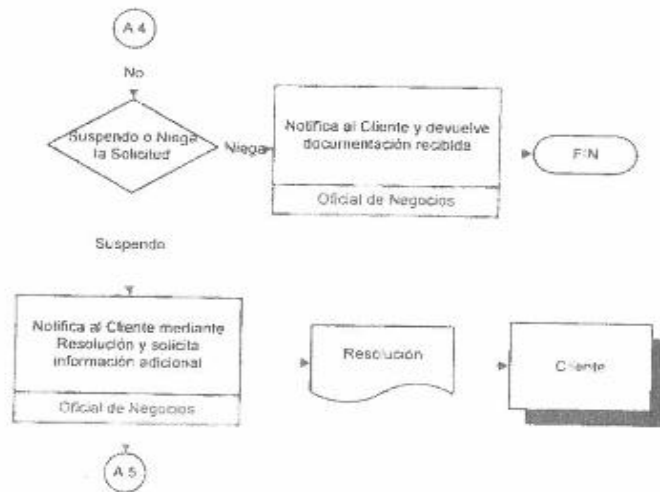 A 4
No
Suspendo o Niega
la Solicitud
Niega
Notifica al Cliente y devuelve
documentación recibida
Oficial de Negocios
FIN
Suspendo
Notifica al Cliente mediante
Resolución y solicita
información adicional
Oficial de Negocios
Resolución
Cliente
A 5